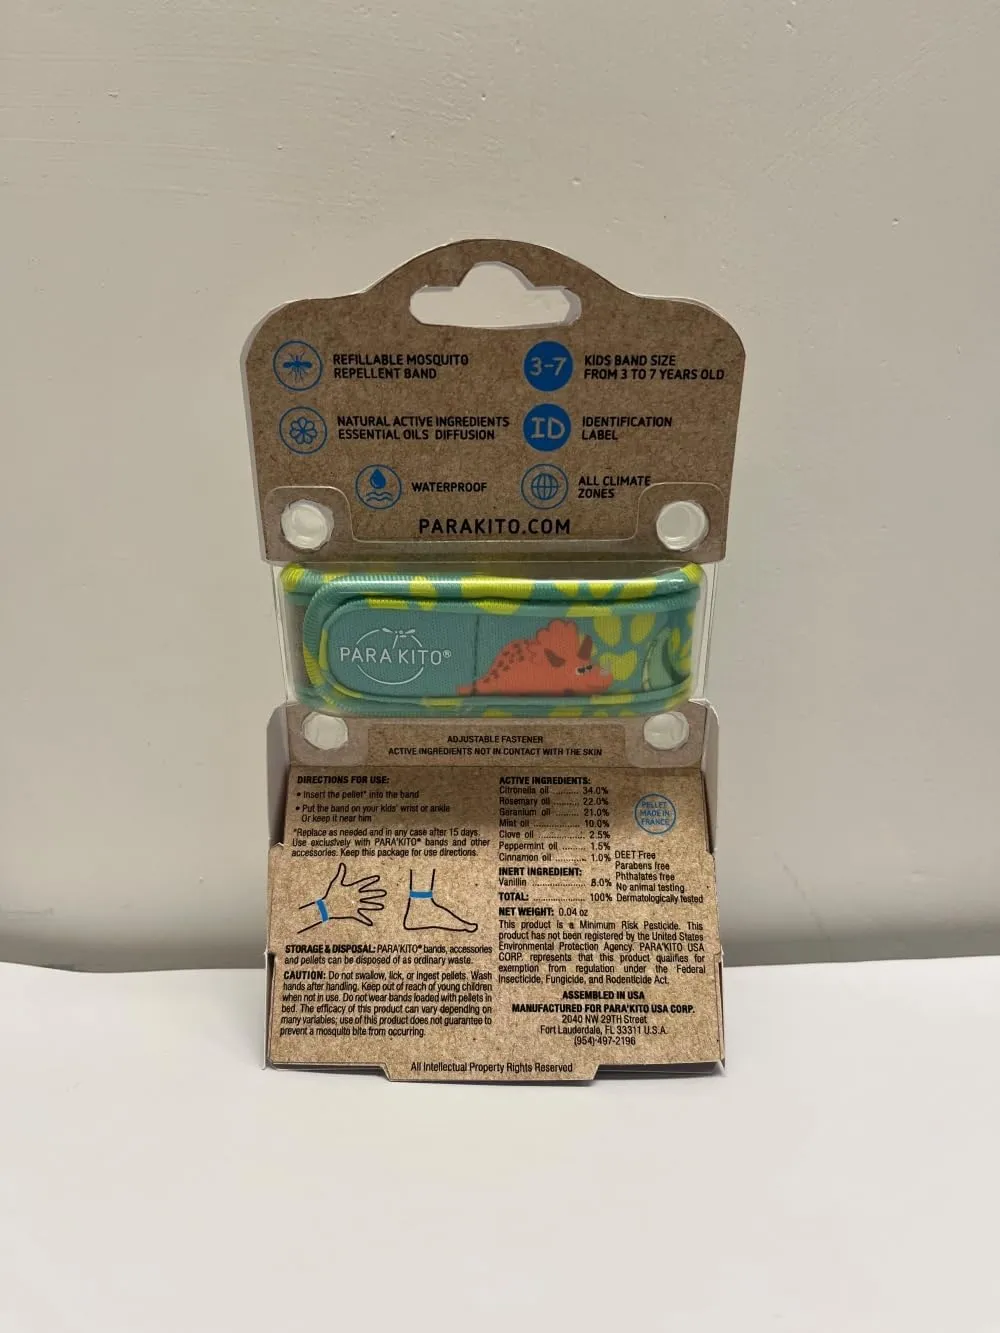 REFILLABLE MOSQUITO
REPELLENT BAND
3-7
KIDS BAND SIZE
FROM 3 TO 7 YEARS OLD
NATURAL ACTIVE INGREDIENTS
ESSENTIAL OILS DIFFUSION
ID
IDENTIFICATION
LABEL
WATERPROOF
ALL CLIMATE
ZONES
PARAKITO.COM
PARA'KITO®
ADJUSTABLE FASTENER
ACTIVE INGREDIENTS NOT IN CONTACT WITH THE SKIN
DIRECTIONS FOR USE:
• Insert the pellet* into the band
• Put the band on your kids' wrist or ankle
Or keep it near him
*Replace as needed and in any case after 15 days.
Use exclusively with PARA'KITO® bands and other
accessories. Keep this package for use directions.
STORAGE & DISPOSAL: PARA'KITO® bands, accessories
and pellets can be disposed of as ordinary waste.
CAUTION: Do not swallow, lick, or ingest pellets. Wash
hands after handling. Keep out of reach of young children
when not in use. Do not wear bands loaded with pellets in
bed. The efficacy of this product can vary depending on
many variables; use of this product does not guarantee to
prevent a mosquito bite from occurring.
ACTIVE INGREDIENTS:
Citronella oil ......... 34.0%
Rosemary oil ........ 22.0%
Geranium oil ........ 21.0%
Mint oil ................ 10.0%
Clove oil ............... 2.5%
Peppermint oil ...... 1.5%
Cinnamon oil ........... 1.0%
INERT INGREDIENT:
Vanillin ................... 8.0%
TOTAL: ................... 100%
PELLET
MADE IN
FRANCE
DEET Free
Parabens free
Phthalates free
No animal testing
Dermatologically tested
NET WEIGHT: 0.04 oz
This product is a Minimum Risk Pesticide. This
product has not been registered by the United States
Environmental Protection Agency. PARA'KITO USA
CORP. represents that this product qualifies for
exemption from regulation under the Federal
Insecticide, Fungicide, and Rodenticide Act.
ASSEMBLED IN USA
MANUFACTURED FOR PARA'KITO USA CORP.
2040 NW 29TH Street
Fort Lauderdale, FL 33311 U.S.A.
(954)-497-2196
All Intellectual Property Rights Reserved